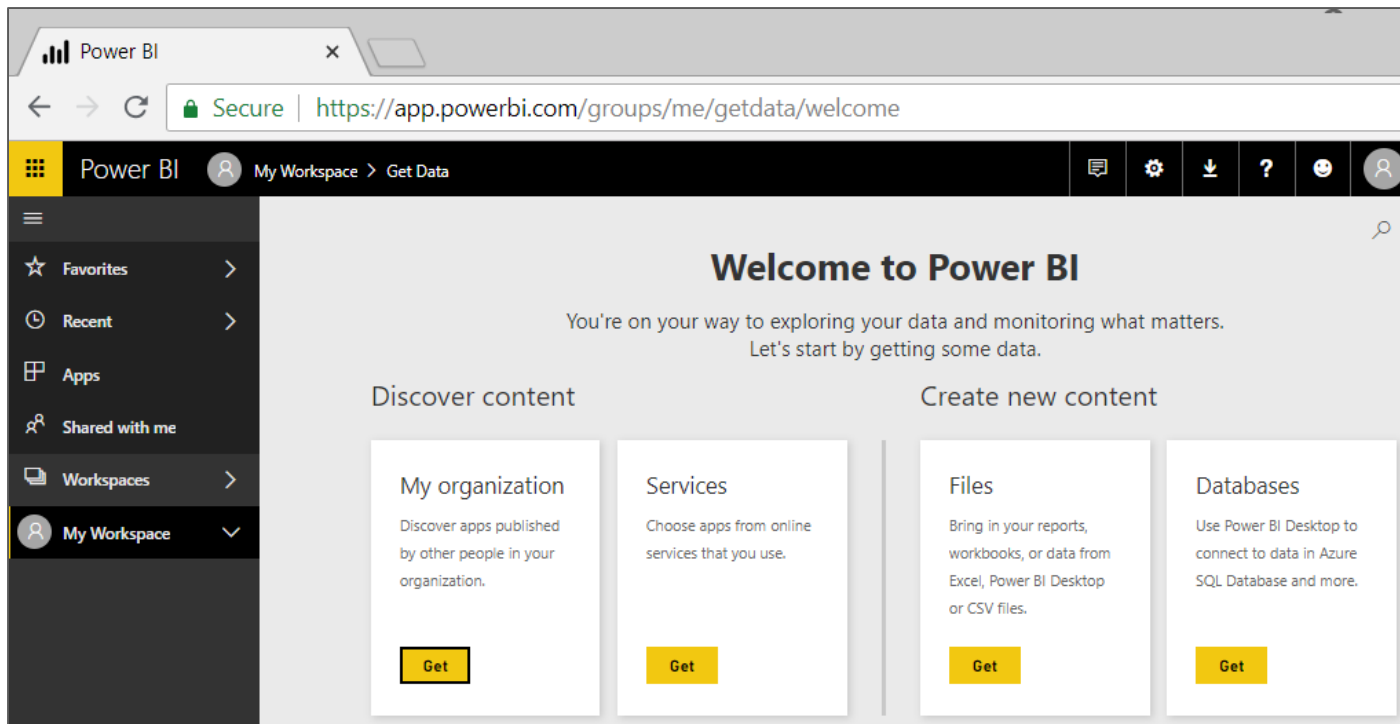 Power BI
Secure https://app.powerbi.com/groups/me/getdata/welcome
Power BI My Workspace > Get Data ?
Favorites
Recent
Apps
Shared with me
Workspaces
My Workspace
Welcome to Power BI
You're on your way to exploring your data and monitoring what matters.
Let's start by getting some data.
Discover content
My organization
Discover apps published
by other people in your
organization.
Get
Services
Choose apps from online
services that you use.
Get
Create new content
Files
Bring in your reports,
workbooks, or data from
Excel, Power BI Desktop
or CSV files.
Get
Databases
Use Power BI Desktop to
connect to data in Azure
SQL Database and more.
Get